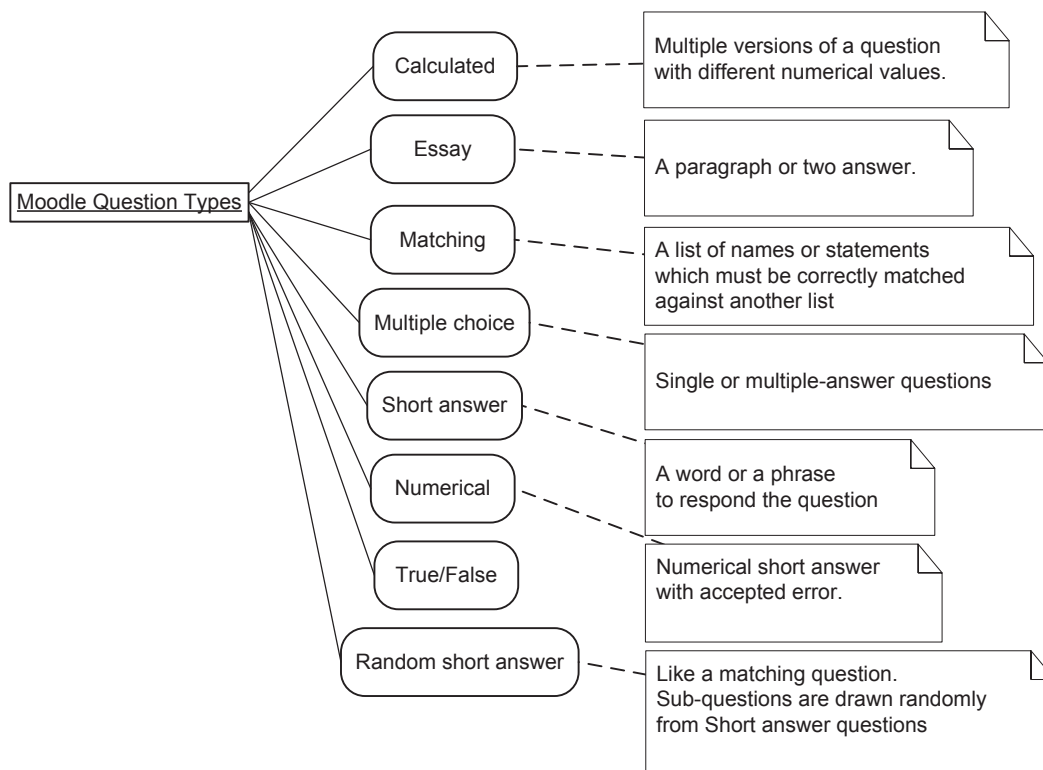 Moodle Question Types
Calculated
Multiple versions of a question
with different numerical values.
Essay
A paragraph or two answer.
Matching
A list of names or statements
which must be correctly matched
against another list
Multiple choice
Single or multiple-answer questions
Short answer
A word or a phrase
to respond the question
Numerical
Numerical short answer
with accepted error.
True/False
Random short answer
Like a matching question.
Sub-questions are drawn randomly
from Short answer questions